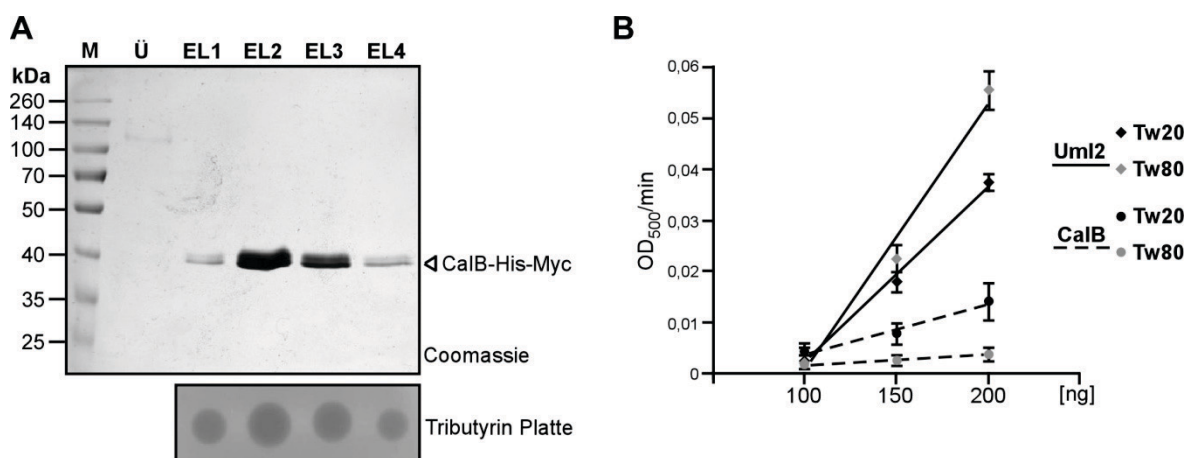 A
M Ü EL1 EL2 EL3 EL4
kDa
260
140
100
70
50
40
35
25
CalB-His-Myc
Coomassie
Tributyrin Platte
B
OD500/min
0,06
0,05
0,04
0,03
0,02
0,01
0
100 150 200 [ng]
Uml2
Tw20
Tw80
CalB
Tw20
Tw80